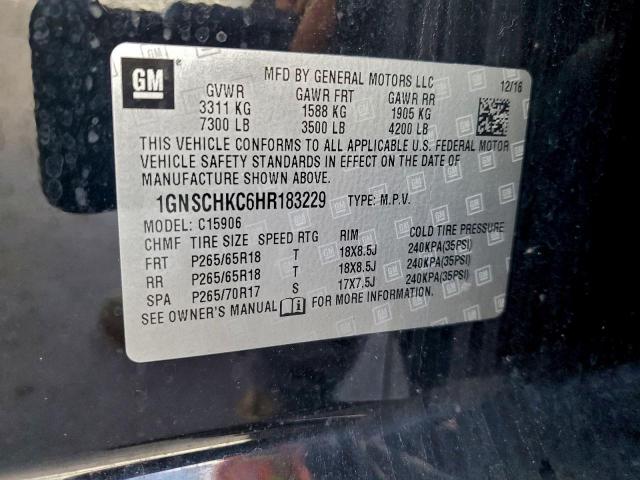 GM
MFD BY GENERAL MOTORS LLC
12/16
GVWR GAWR FRT GAWR RR
3311 KG 1588 KG 1905 KG
7300 LB 3500 LB 4200 LB
THIS VEHICLE CONFORMS TO ALL APPLICABLE U.S. FEDERAL MOTOR
VEHICLE SAFETY STANDARDS IN EFFECT ON THE DATE OF
MANUFACTURE SHOWN ABOVE.
1GNSCHKC6HR183229 TYPE: M.P.V.
MODEL: C15906
CHMF TIRE SIZE SPEED RTG RIM COLD TIRE PRESSURE
FRT P265/65R18 T 18X8.5J 240KPA(35PSI)
RR P265/65R18 T 18X8.5J 240KPA(35PSI)
SPA P265/70R17 S 17X7.5J 240KPA(35PSI)
SEE OWNER'S MANUAL FOR MORE INFORMATION.